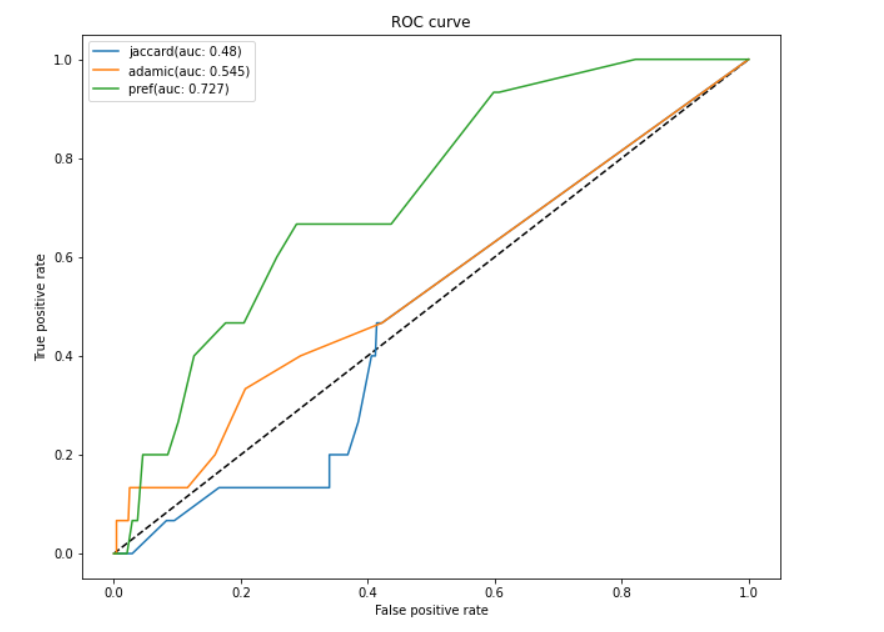 ROC curve
jaccard(auc: 0.48)
adamic(auc: 0.545)
pref(auc: 0.727)
True positive rate
1.0
0.8
0.6
0.4
0.2
0.0
0.0 0.2 0.4 0.6 0.8 1.0
False positive rate